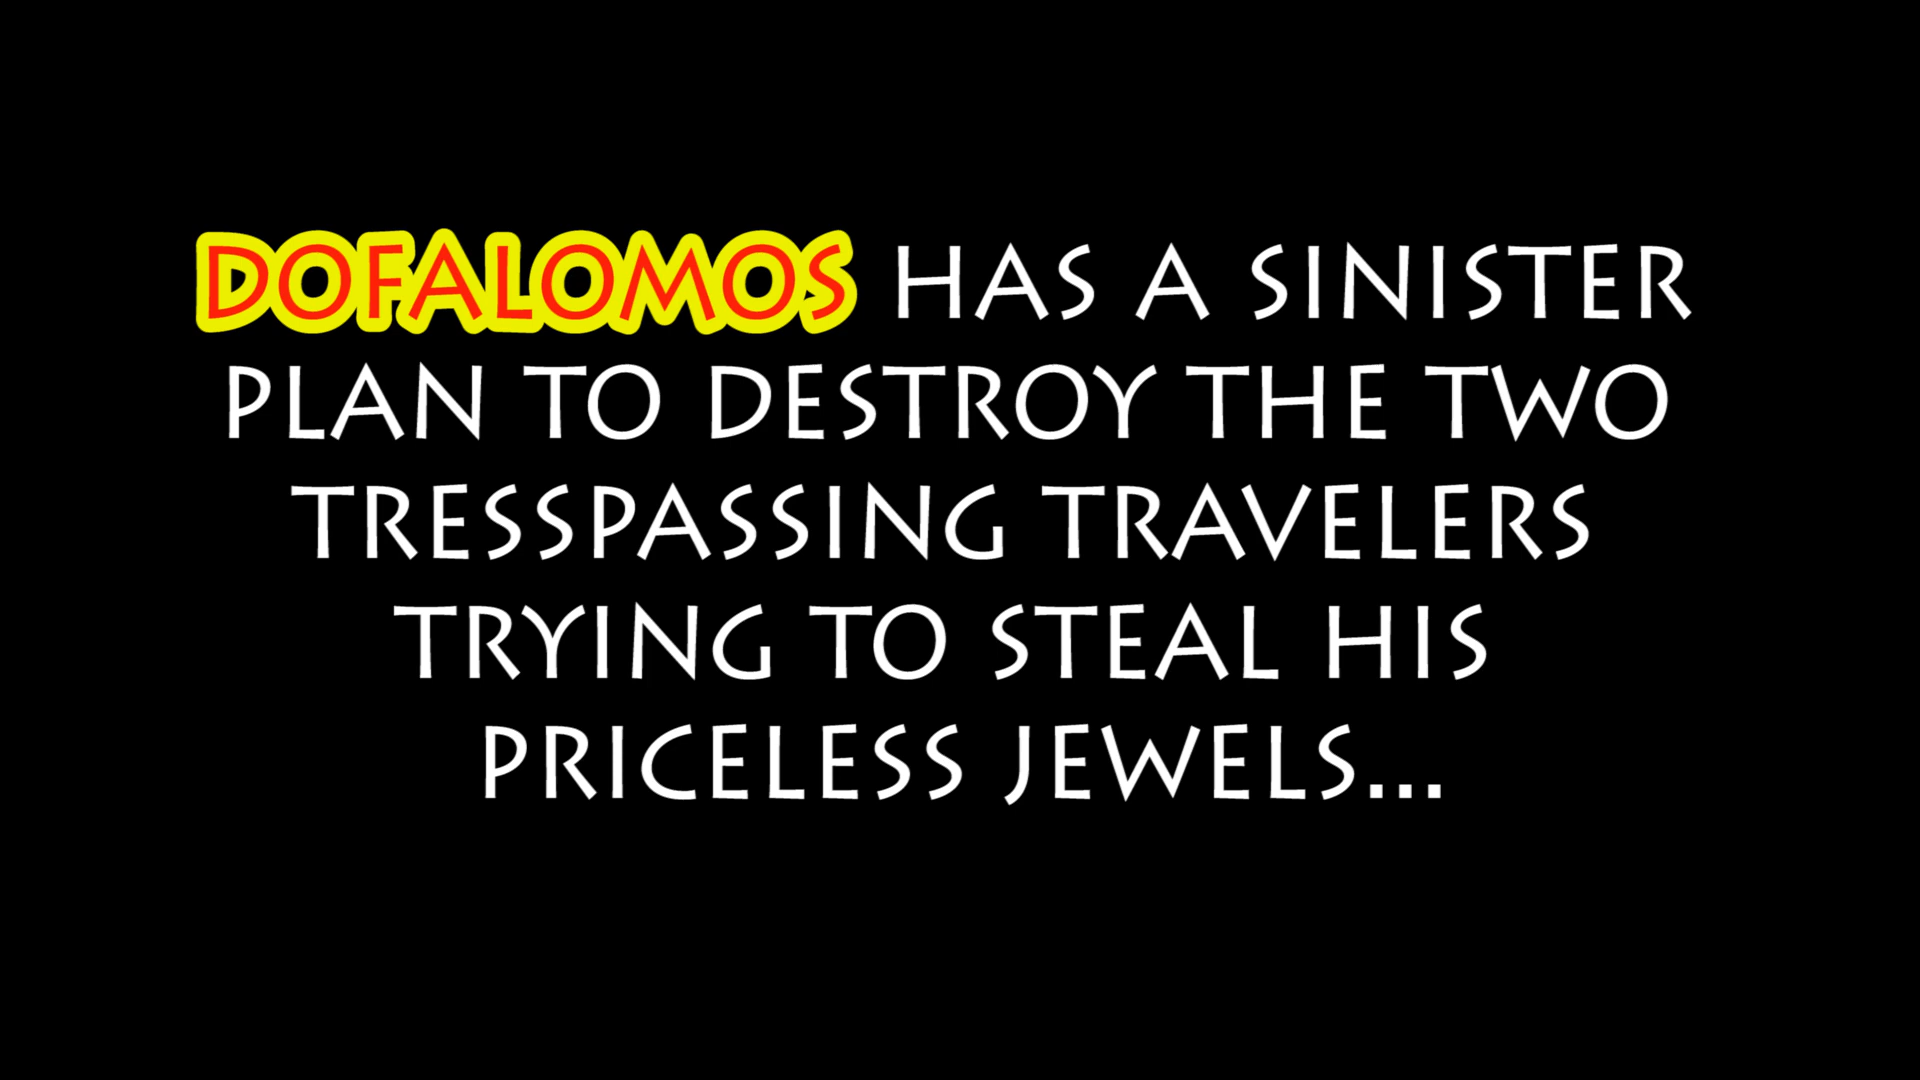 DOFALOMOS HAS A SINISTER
PLAN TO DESTROY THE TWO
TRESSPASSING TRAVELERS
TRYING TO STEAL HIS
PRICELESS JEWELS...